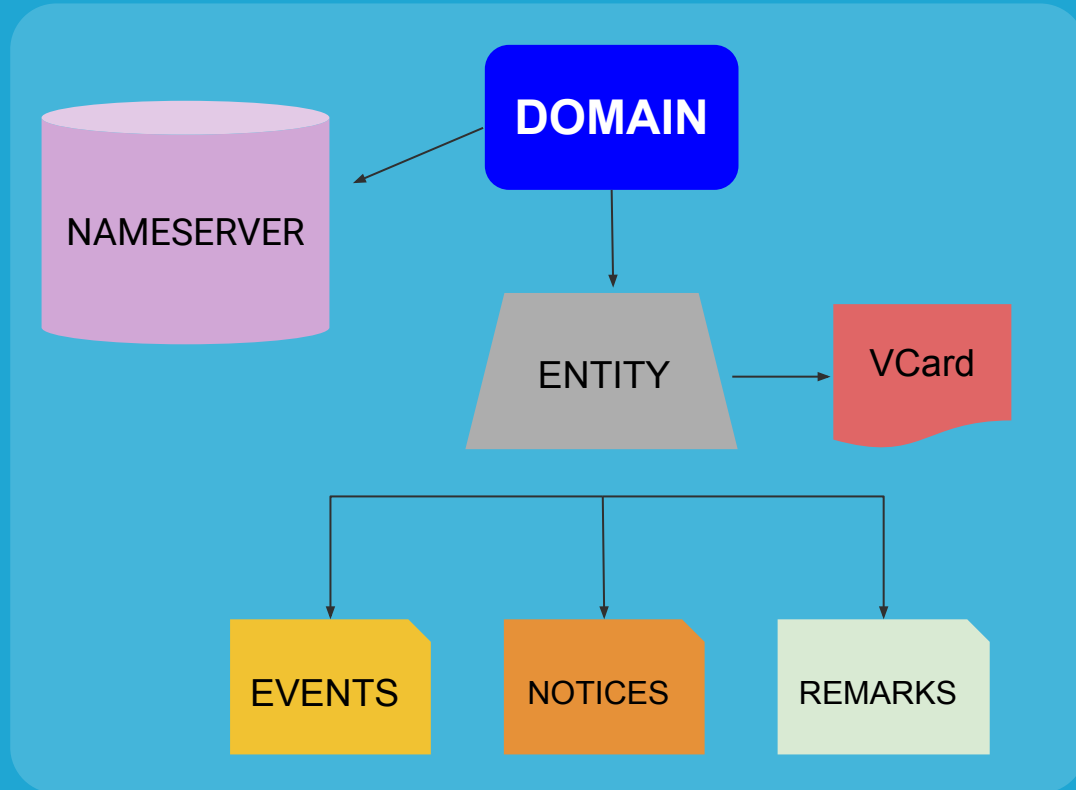 DOMAIN
NAMESERVER
ENTITY
VCard
EVENTS
NOTICES
REMARKS